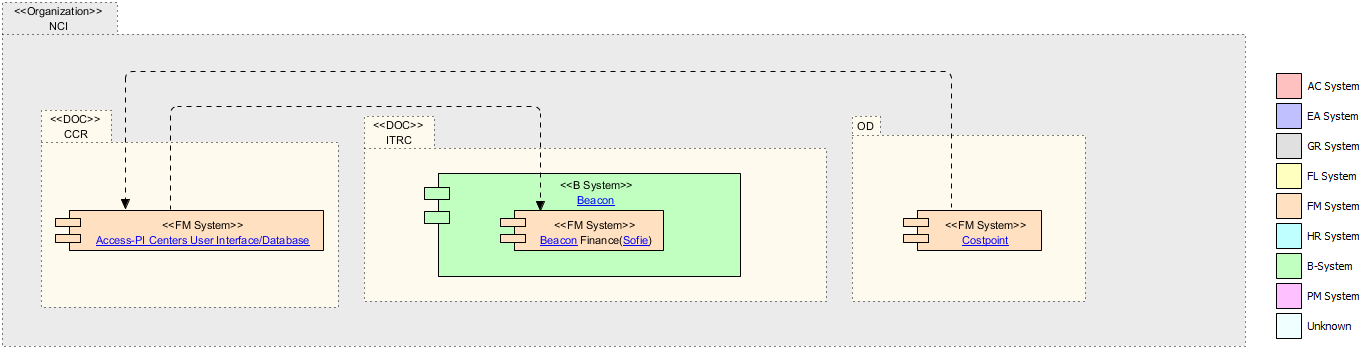 <<Organization>>
NCI
<<DOC>>
CCR
<<FM System>>
Access-PI Centers User Interface/Database
<<DOC>>
ITRC
<<B System>>
Beacon
<<FM System>>
Beacon Finance(Sofie)
OD
<<FM System>>
Costpoint
AC System
EA System
GR System
FL System
FM System
HR System
B-System
PM System
Unknown